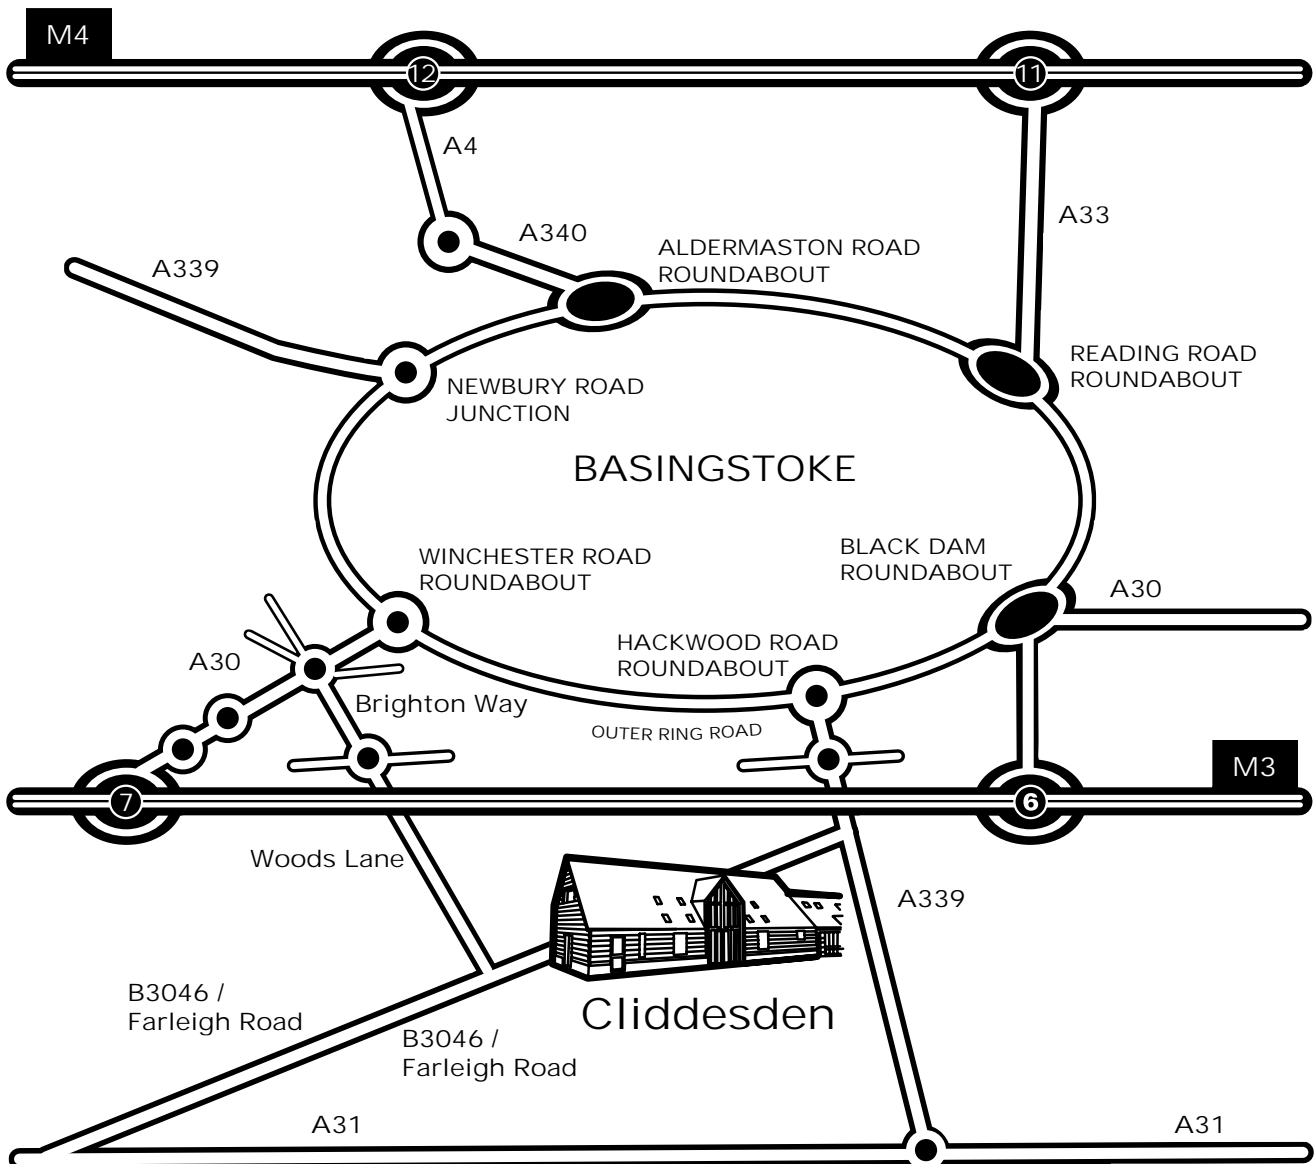 M4
12
11
A4
A33
A340
ALDERMASTON ROAD
ROUNDABOUT
A339
READING ROAD
ROUNDABOUT
NEWBURY ROAD
JUNCTION
BASINGSTOKE
BLACK DAM
ROUNDABOUT
WINCHESTER ROAD
ROUNDABOUT
A30
HACKWOOD ROAD
ROUNDABOUT
A30
Brighton Way
OUTER RING ROAD
M3
7
6
Woods Lane
A339
B3046 /
Farleigh Road
Cliddesden
B3046 /
Farleigh Road
A31
A31